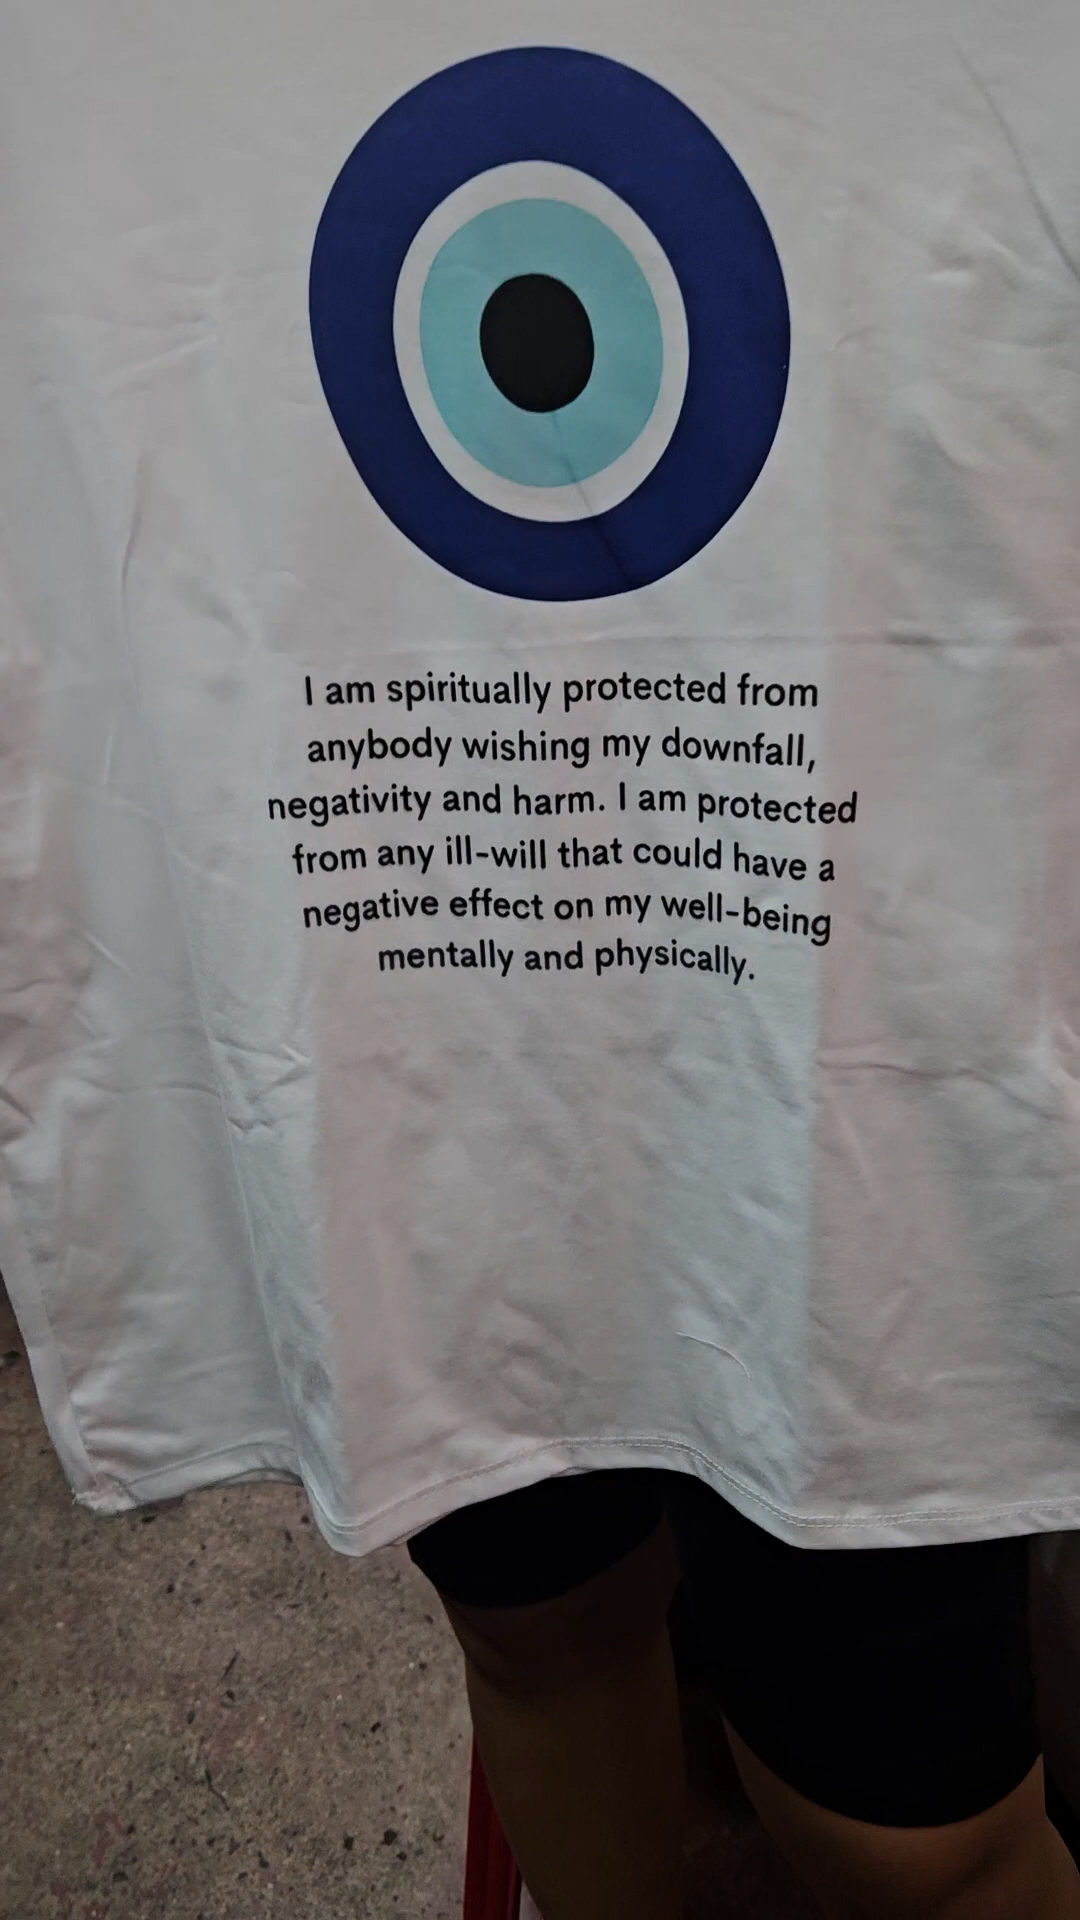 I am spiritually protected from
anybody wishing my downfall,
negativity and harm. I am protected
from any ill-will that could have a
negative effect on my well-being
mentally and physically.